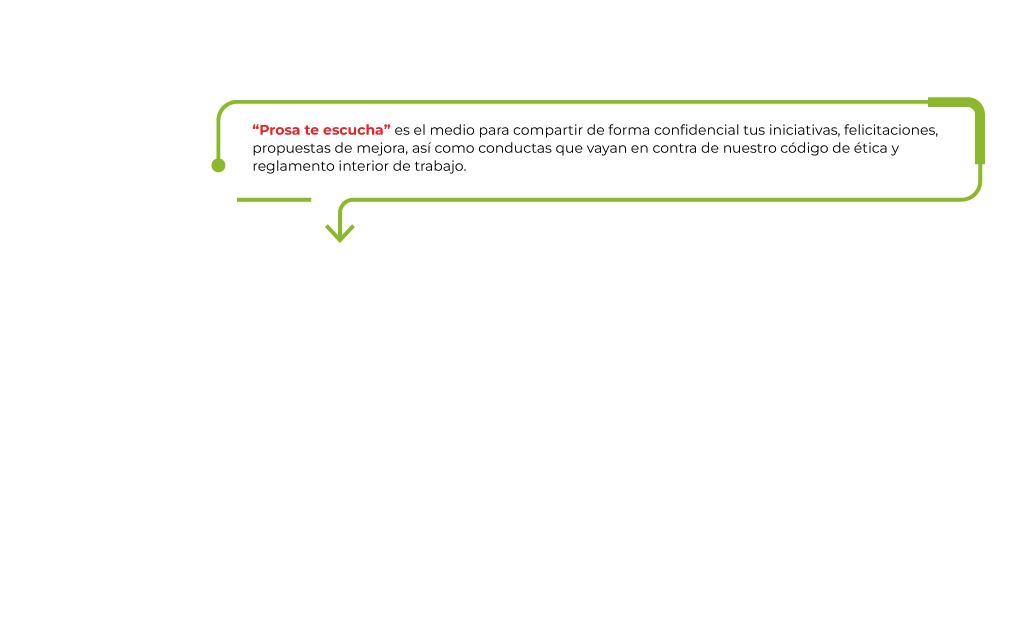 “Prosa te escucha” es el medio para compartir de forma confidencial tus iniciativas, felicitaciones,
propuestas de mejora, así como conductas que vayan en contra de nuestro código de ética y
reglamento interior de trabajo.